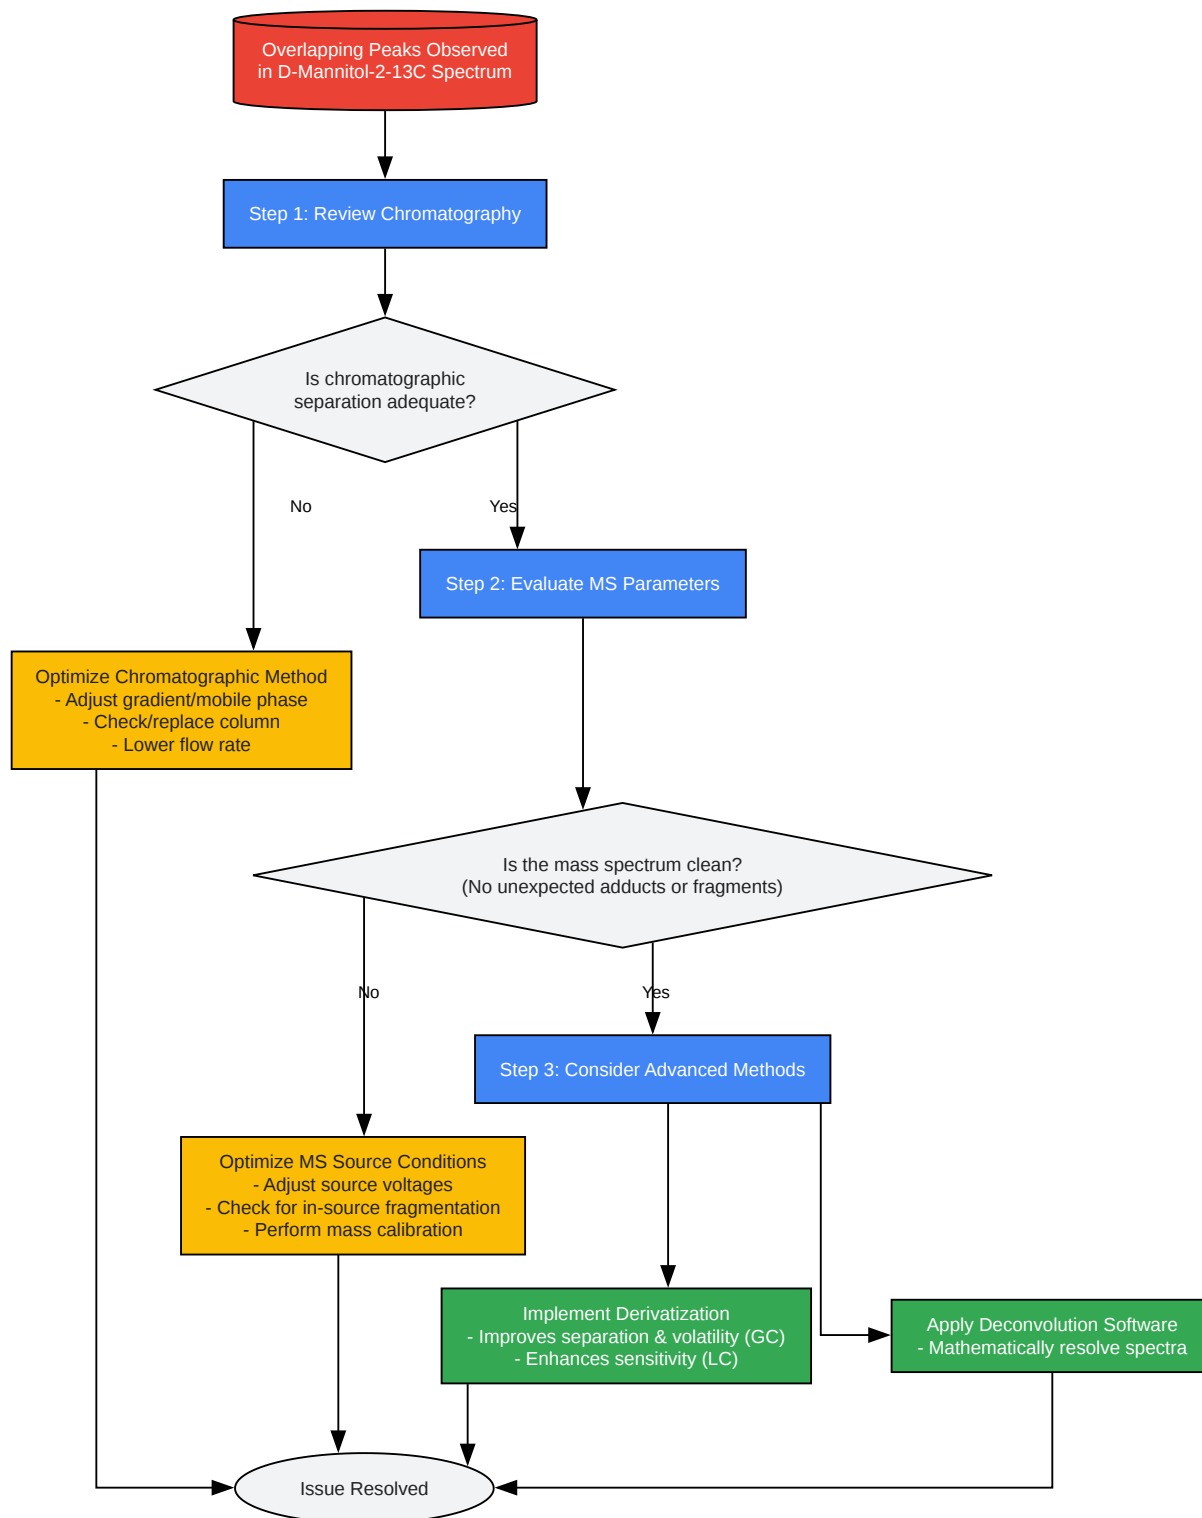 Overlapping Peaks Observed
in D-Mannitol-2-13C Spectrum
Step 1: Review Chromatography
Is chromatographic
separation adequate?
No
Yes
Step 2: Evaluate MS Parameters
Optimize Chromatographic Method
- Adjust gradient/mobile phase
- Check/replace column
- Lower flow rate
Is the mass spectrum clean?
(No unexpected adducts or fragments)
No
Yes
Step 3: Consider Advanced Methods
Optimize MS Source Conditions
- Adjust source voltages
- Check for in-source fragmentation
- Perform mass calibration
Implement Derivatization
- Improves separation & volatility (GC)
- Enhances sensitivity (LC)
Apply Deconvolution Software
- Mathematically resolve spectra
Issue Resolved